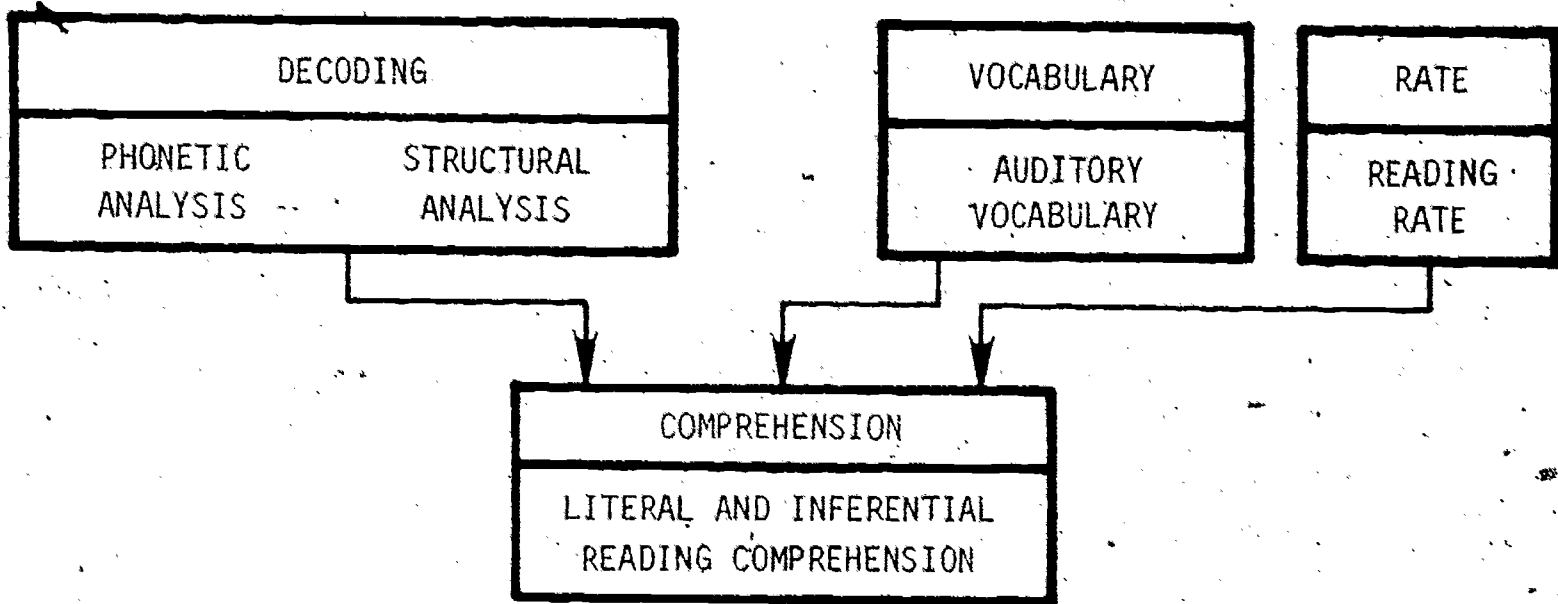 DECODING
PHONETIC ANALYSIS
STRUCTURAL ANALYSIS
VOCABULARY
AUDITORY
VOCABULARY
RATE
READING
RATE
COMPREHENSION
LITERAL AND INFERENTIAL
READING COMPREHENSION